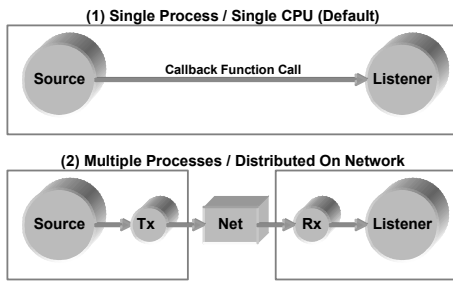 (1) Single Process / Single CPU (Default)
Source
Callback Function Call
Listener
(2) Multiple Processes / Distributed On Network
Source
Tx
Net
Rx
Listener